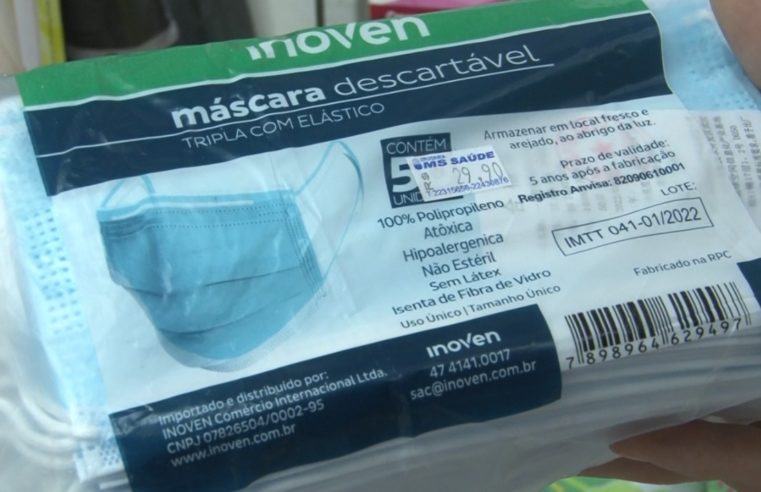 inoven
máscara descartável
TRIPLA COM ELÁSTICO
CONTÉM
5
UNID
MS SAÚDE
29,90
100% Polipropileno
Atóxica
Hipoalergenica
Não Estéril
Sem Látex
Isenta de Fibra de Vidro
Uso Único | Tamanho Único
Armazenar em local fresco e
arejado, ao abrigo da luz.
Prazo de validade:
5 anos após a fabricação
Registro Anvisa: 82090610001
LOTE:
IMTT 041-01/2022
Fabricado na RPC
7 898964 629497
inoven
47 4141.0017
sac@inoven.com.br
Importado e distribuído por:
INOVEN Comércio Internacional Ltda.
CNPJ 07826504/0002-95
www.inoven.com.br